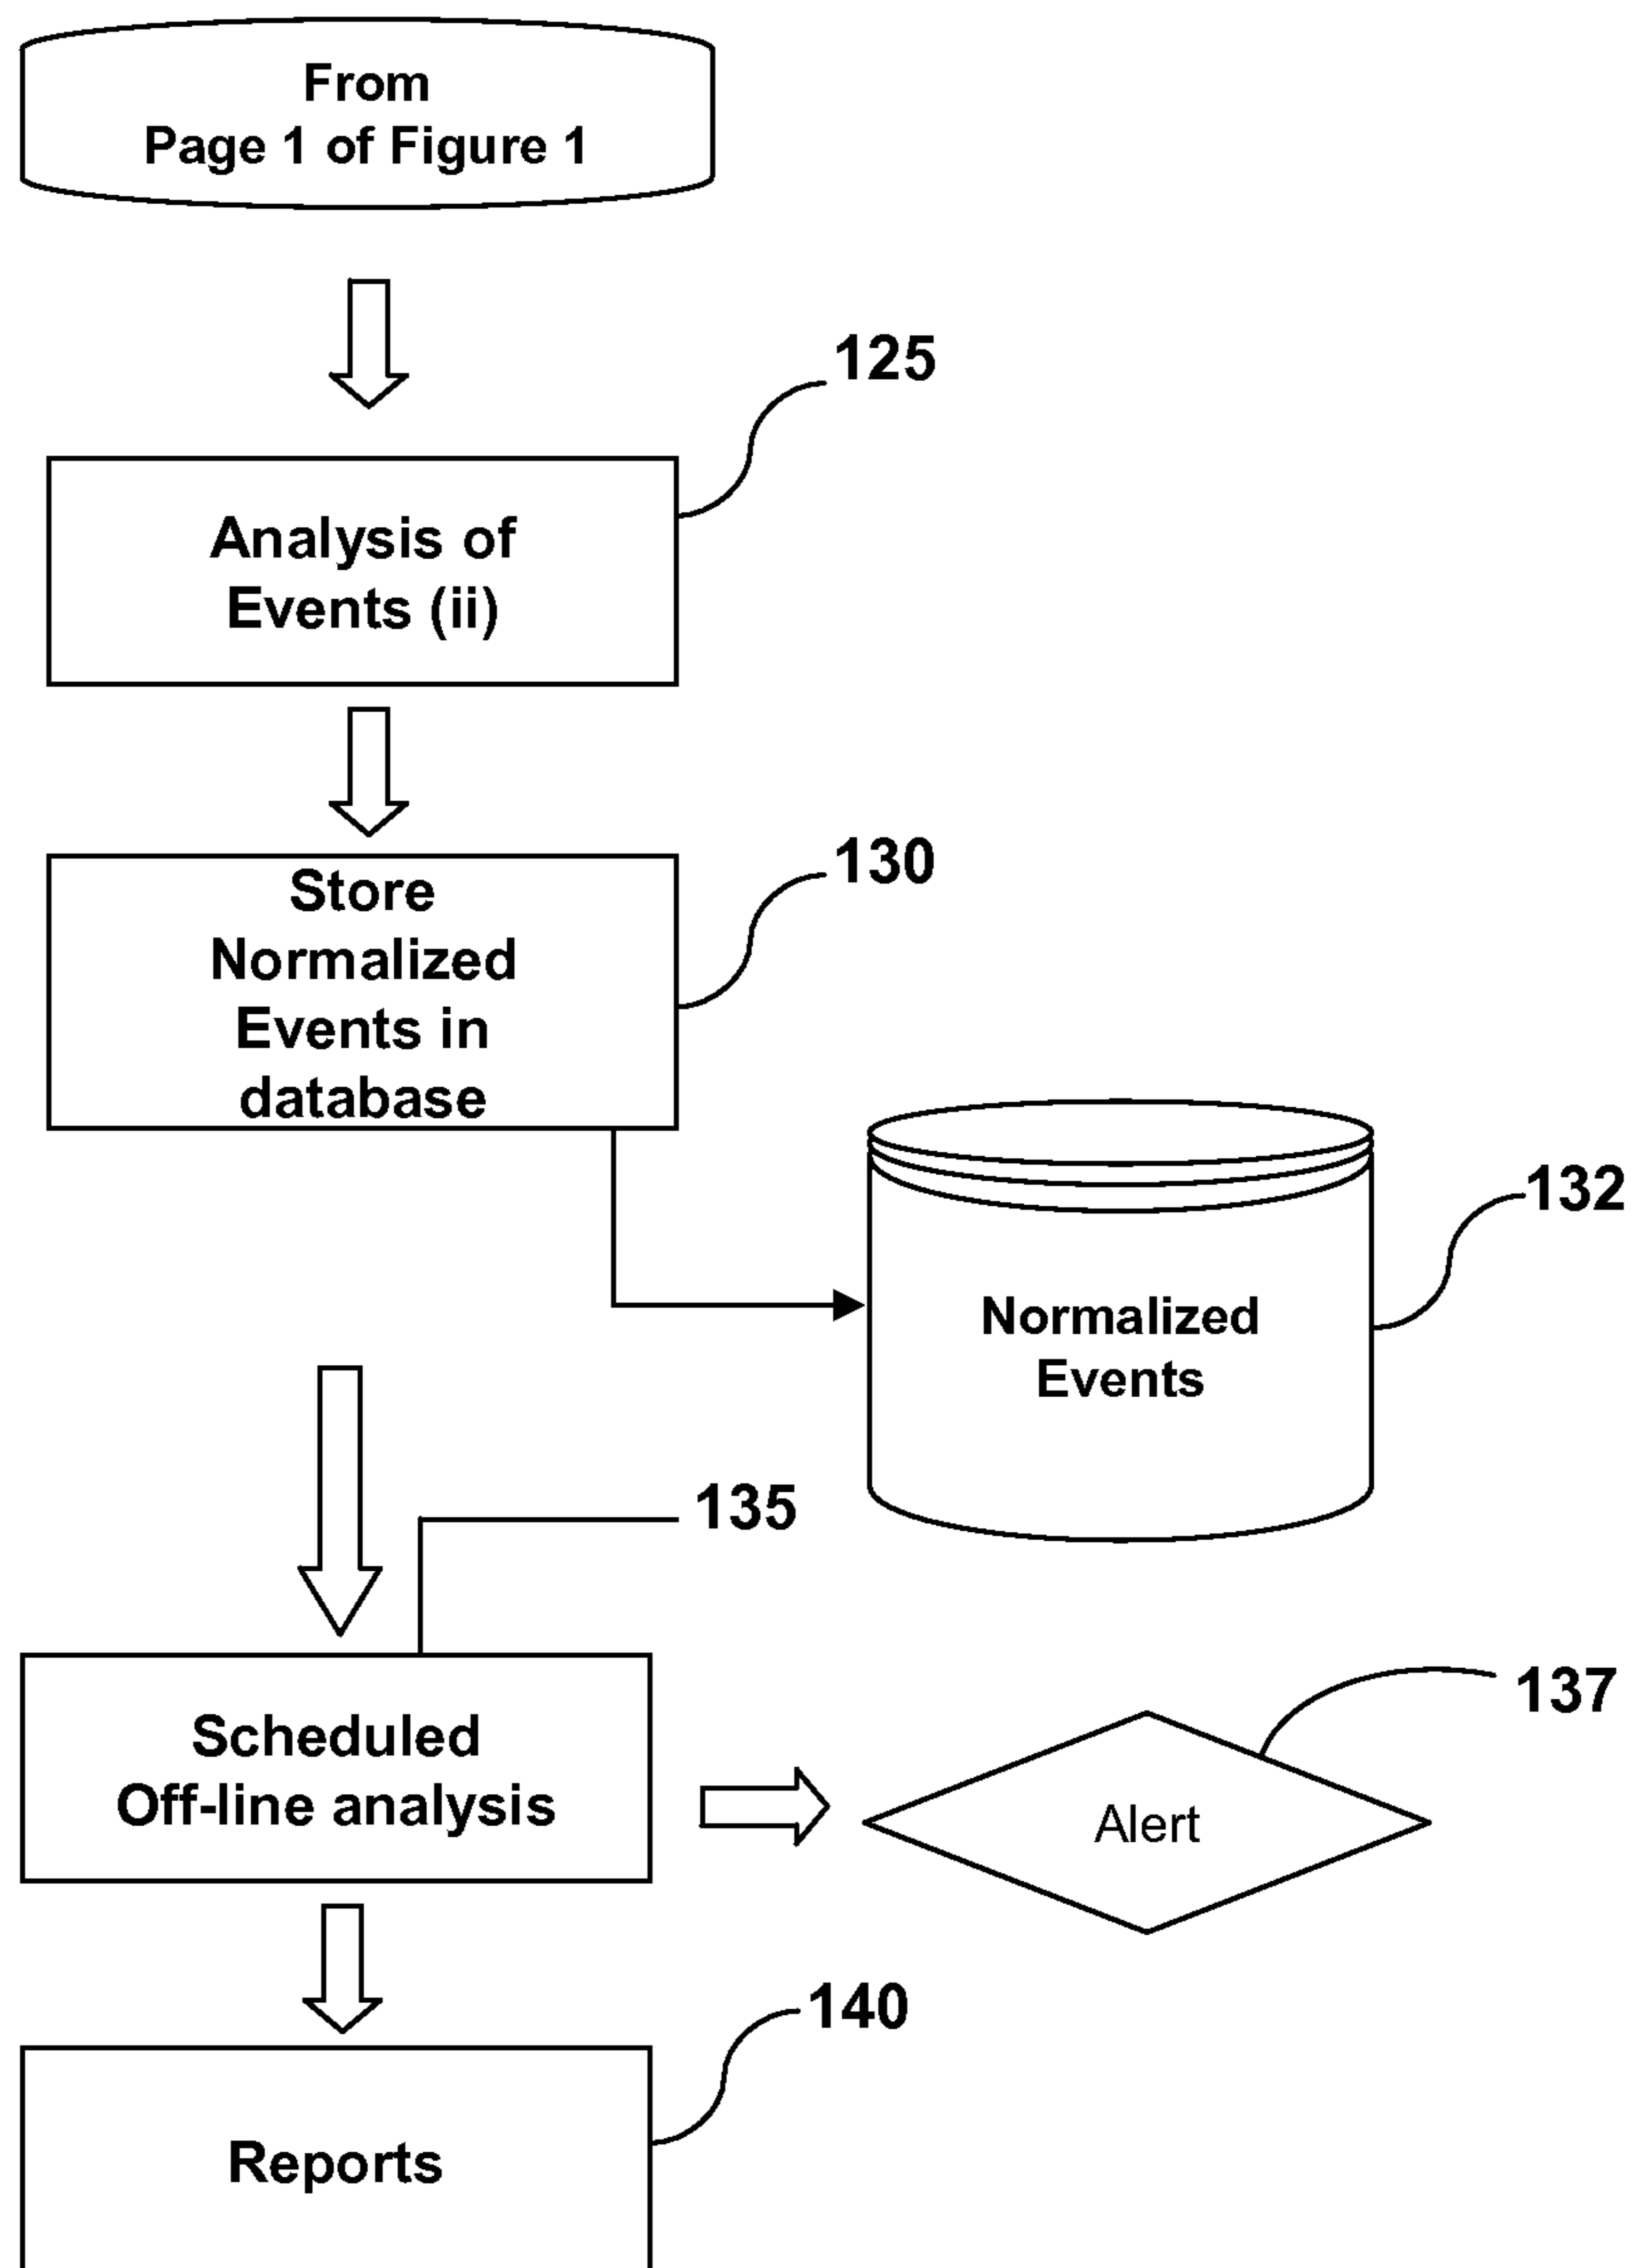 From
Page 1 of Figure 1
125
Analysis of
Events (ii)
130
Store
Normalized
Events in
database
132
Normalized
Events
135
137
Scheduled
Off-line analysis
Alert
140
Reports